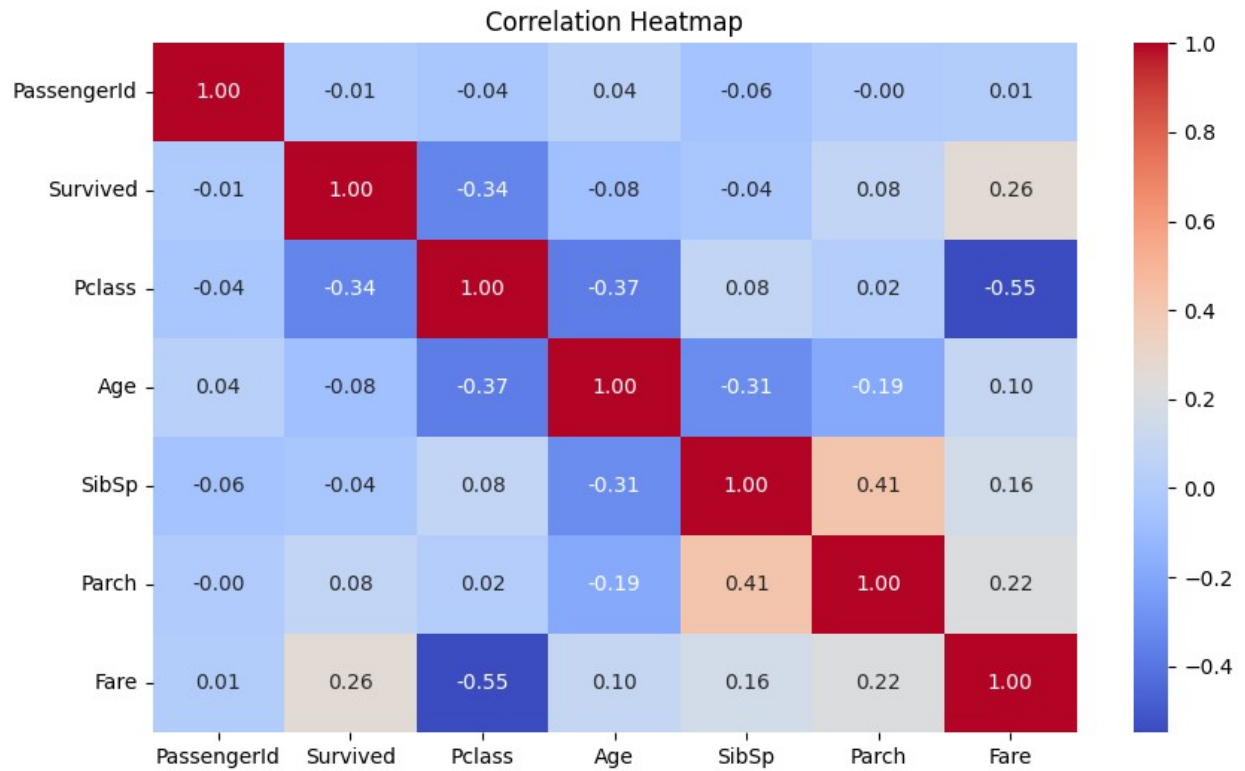 Correlation Heatmap
PassengerId 1.00 -0.01 -0.04 0.04 -0.06 -0.00 0.01
Survived -0.01 1.00 -0.34 -0.08 -0.04 0.08 0.26
Pclass -0.04 -0.34 1.00 -0.37 0.08 0.02 -0.55
Age 0.04 -0.08 -0.37 1.00 -0.31 -0.19 0.10
SibSp -0.06 -0.04 0.08 -0.31 1.00 0.41 0.16
Parch -0.00 0.08 0.02 -0.19 0.41 1.00 0.22
Fare 0.01 0.26 -0.55 0.10 0.16 0.22 1.00
PassengerId Survived Pclass Age SibSp Parch Fare
1.0
0.8
0.6
0.4
0.2
0.0
−0.2
−0.4